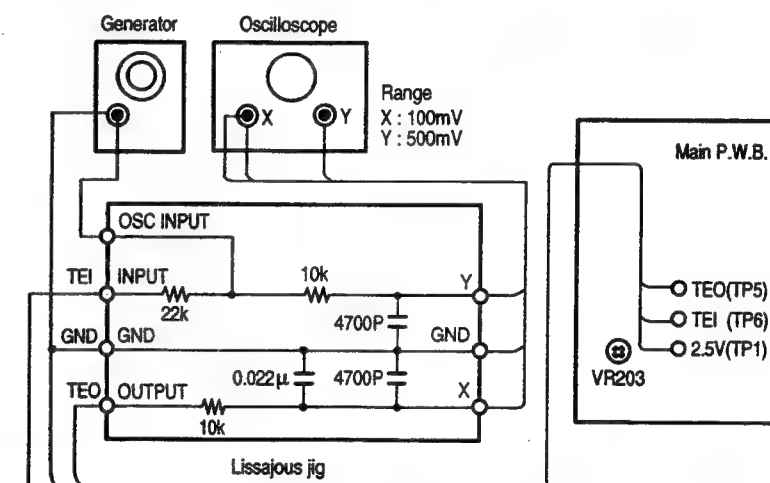 Generator
Oscilloscope
X
Y
Range
X : 100mV
Y : 500mV
Main P.W.B.
OSC INPUT
TEI
INPUT
22k
10k
Y
4700P
GND
GND
GND
0.022μ
4700P
TEO
OUTPUT
10k
X
Lissajous jig
TEO(TP5)
TEI (TP6)
2.5V(TP1)
VR203